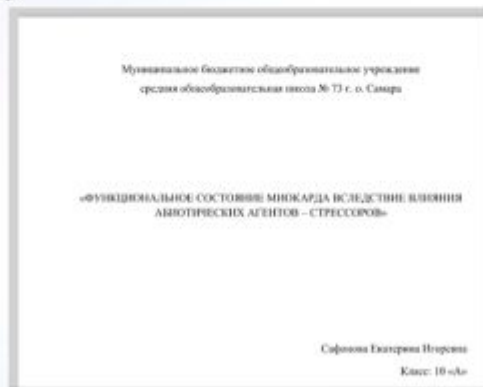 Муниципальное бюджетное общеобразовательное учреждение
средняя общеобразовательная школа № 73 г. о. Самара
«ФУНКЦИОНАЛЬНОЕ СОСТОЯНИЕ МИОКАРДА ВСЛЕДСТВИЕ ВЛИЯНИЯ
АБИОТИЧЕСКИХ АГЕНТОВ – СТРЕССОРОВ»
Сафонова Екатерина Игоревна
Класс: 10 «А»